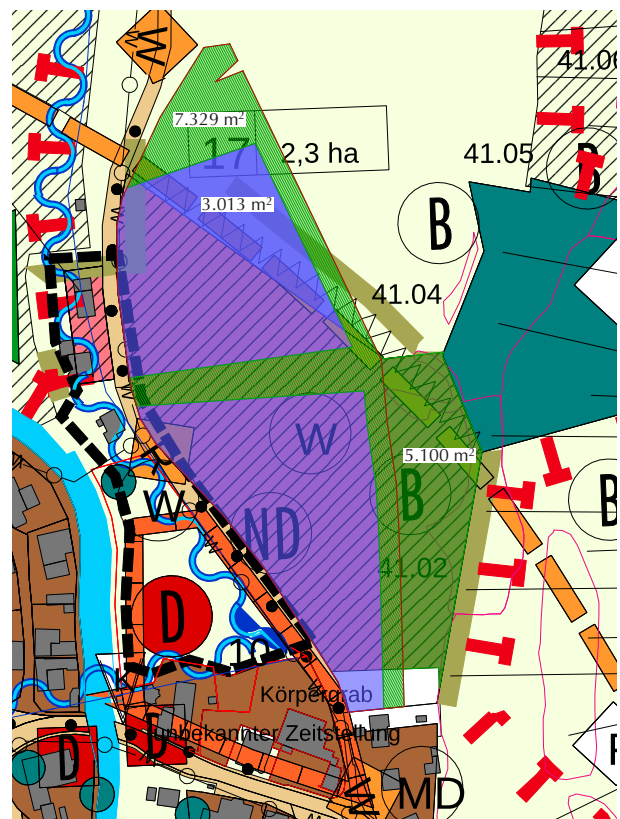 W
41.06
7.329 m²
17
2,3 ha
41.05
B
3.013 m²
B
41.04
W
5.100 m²
K
W
B
B
ND
41.02
D
10
K
Körpergrab
D
unbekannter Zeitstellung
D
MD
W